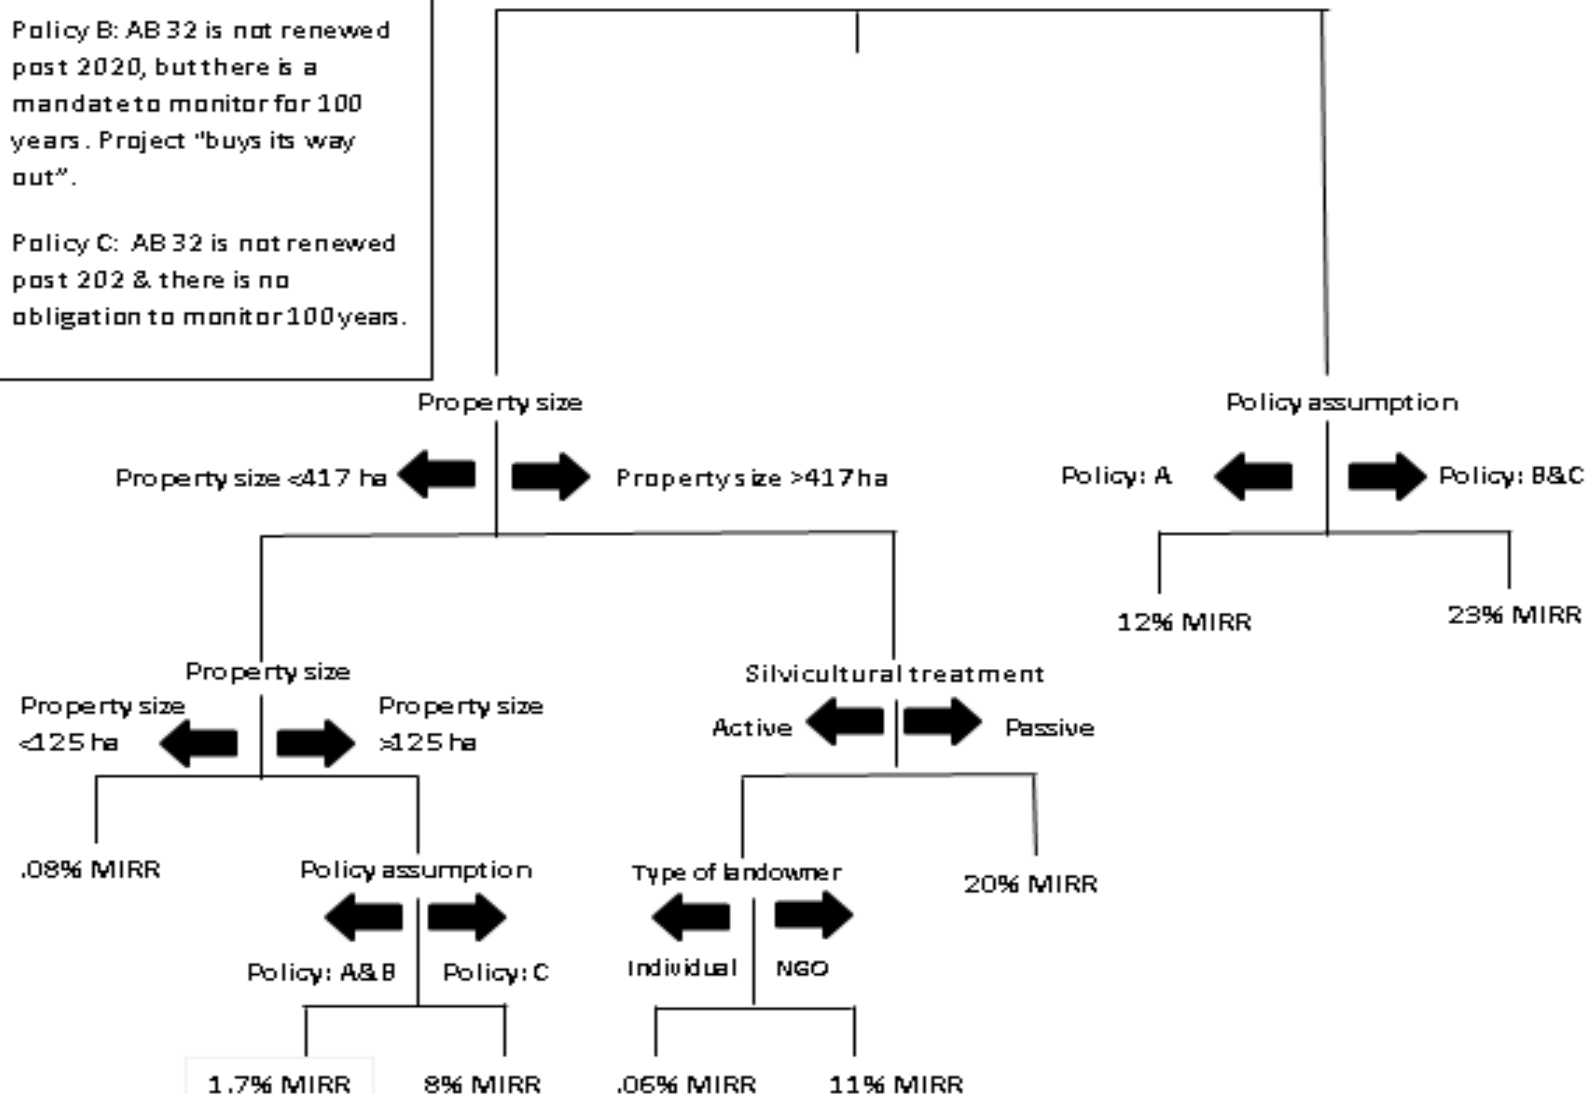 Policy B: AB 32 is not renewed
post 2020, but there is a
mandate to monitor for 100
years. Project "buys its way
out".
Policy C: AB 32 is not renewed
post 202 & there is no
obligation to monitor 100 years.
Property size
Policy assumption
Property size <417 ha
Property size >417ha
Policy: A
Policy: B&C
12% MIRR
23% MIRR
Property size
Silvicultural treatment
Property size
<125 ha
Property size
>125 ha
Active
Passive
.08% MIRR
Policy assumption
Type of landowner
20% MIRR
Policy: A&B
Policy: C
Individual
NGO
1.7% MIRR
8% MIRR
.06% MIRR
11% MIRR